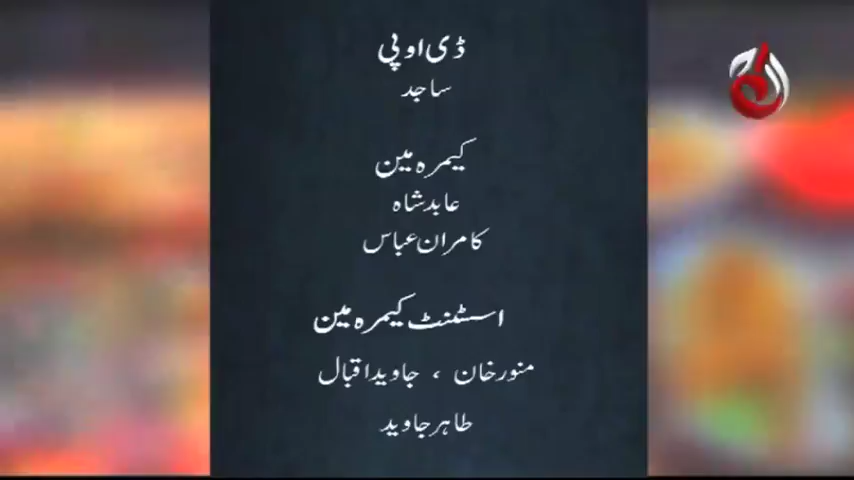 ڈی او پی
ساجد
کیمرہ مین
عابد شاہ
کامران عباس
اسسٹنٹ کیمرہ مین
منور خان ، جاوید اقبال
طاہر جاوید